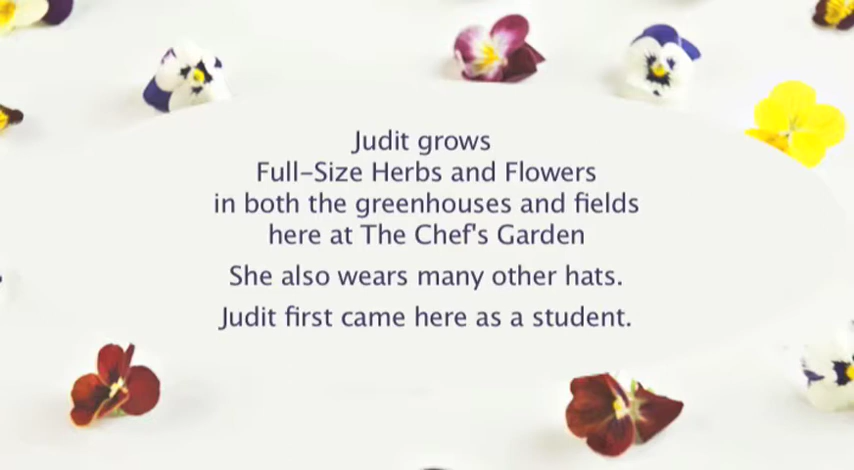 Judit grows
Full-Size Herbs and Flowers
in both the greenhouses and fields
here at The Chef's Garden
She also wears many other hats.
Judit first came here as a student.